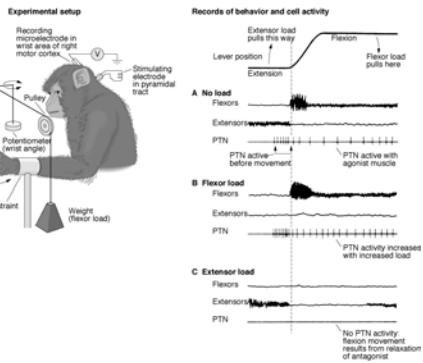 Experimental setup
Recording
microelectrode in
wrist area of right
motor cortex
V
Stimulating
electrode
in pyramidal
tract
Pulley
Potentiometer
(wrist angle)
straint
Weight
(flexor load)
Records of behavior and cell activity
Extensor load
pulls this way
Flexion
Lever position
Flexor load
pulls here
Extension
A No load
Flexors
Extensors
PTN
PTN active
before movement
PTN active with
agonist muscle
B Flexor load
Flexors
Extensors
PTN
PTN activity increases
with increased load
C Extensor load
Flexors
Extensors
PTN
No PTN activity:
flexion movement
results from relaxation
of antagonist